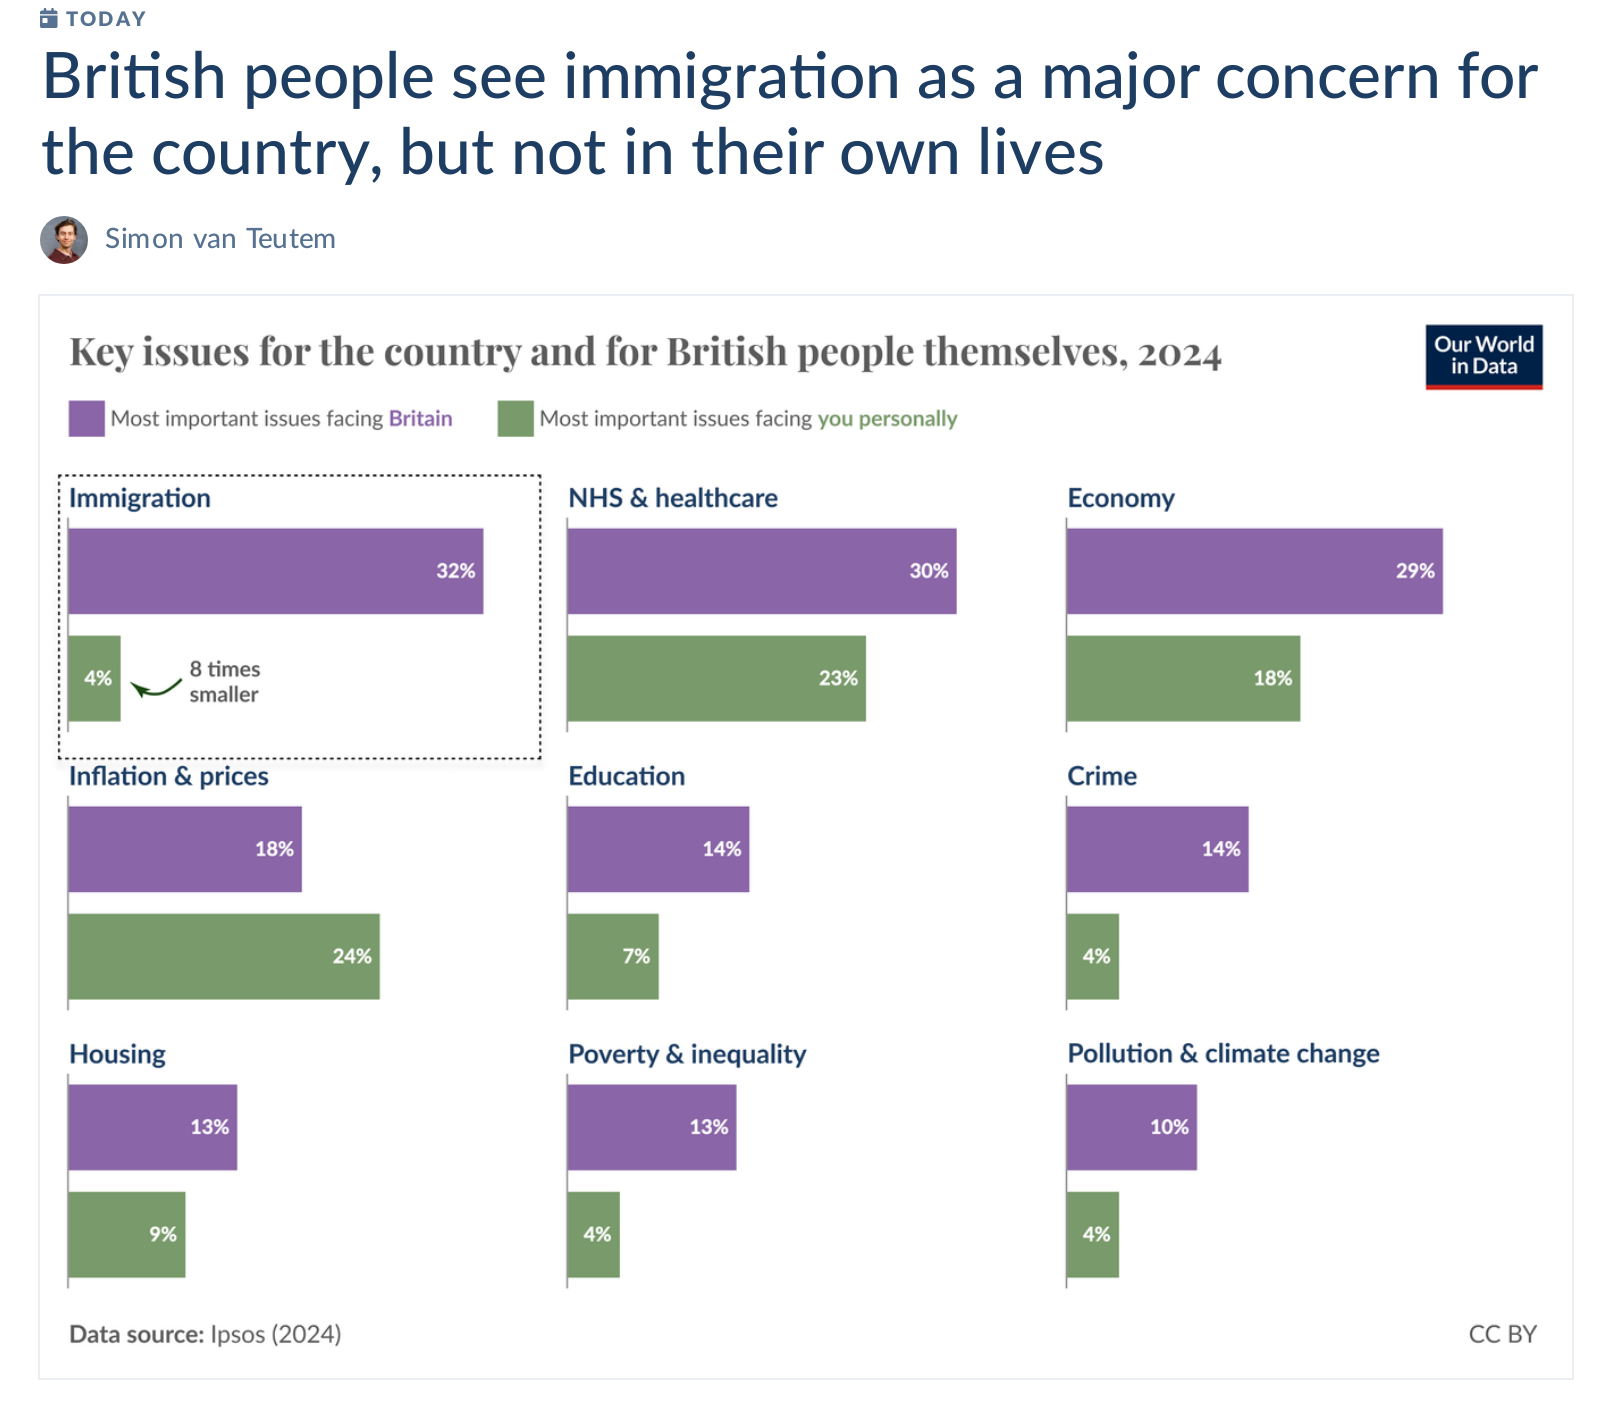 TODAY
British people see immigration as a major concern for
the country, but not in their own lives
Simon van Teutem
Key issues for the country and for British people themselves, 2024
Our World
in Data
Most important issues facing Britain
Most important issues facing you personally
Immigration
32%
4%
8 times
smaller
NHS & healthcare
30%
23%
Economy
29%
18%
Inflation & prices
18%
24%
Education
14%
7%
Crime
14%
4%
Housing
13%
9%
Poverty & inequality
13%
4%
Pollution & climate change
10%
4%
Data source: Ipsos (2024)
CC BY